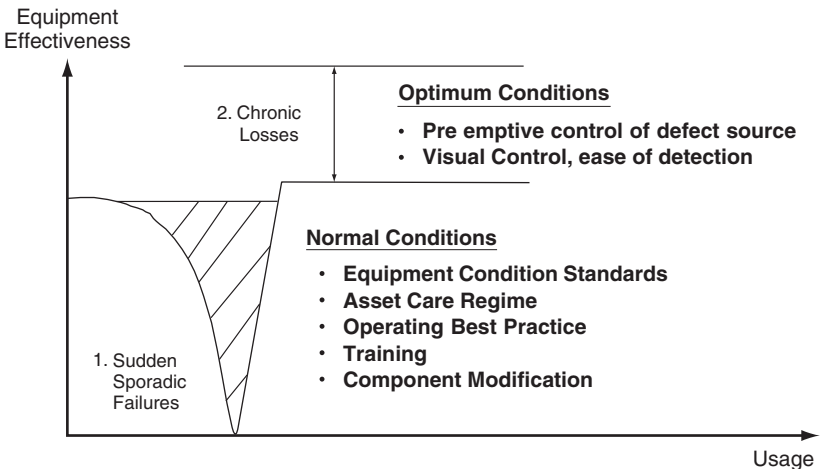 Equipment
Effectiveness
2. Chronic
Losses
Optimum Conditions
• Pre emptive control of defect source
• Visual Control, ease of detection
Normal Conditions
• Equipment Condition Standards
• Asset Care Regime
• Operating Best Practice
• Training
• Component Modification
1. Sudden
Sporadic
Failures
Usage